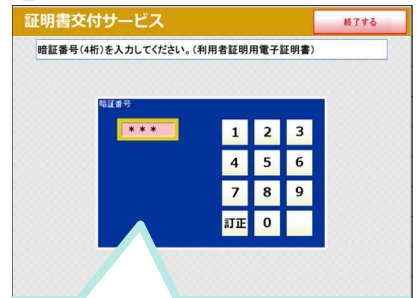 証明書交付サービス
終了する
暗証番号(4桁)を入力してください。(利用者証明用電子証明書)
暗証番号
***
1 2 3
4 5 6
7 8 9
訂正 0